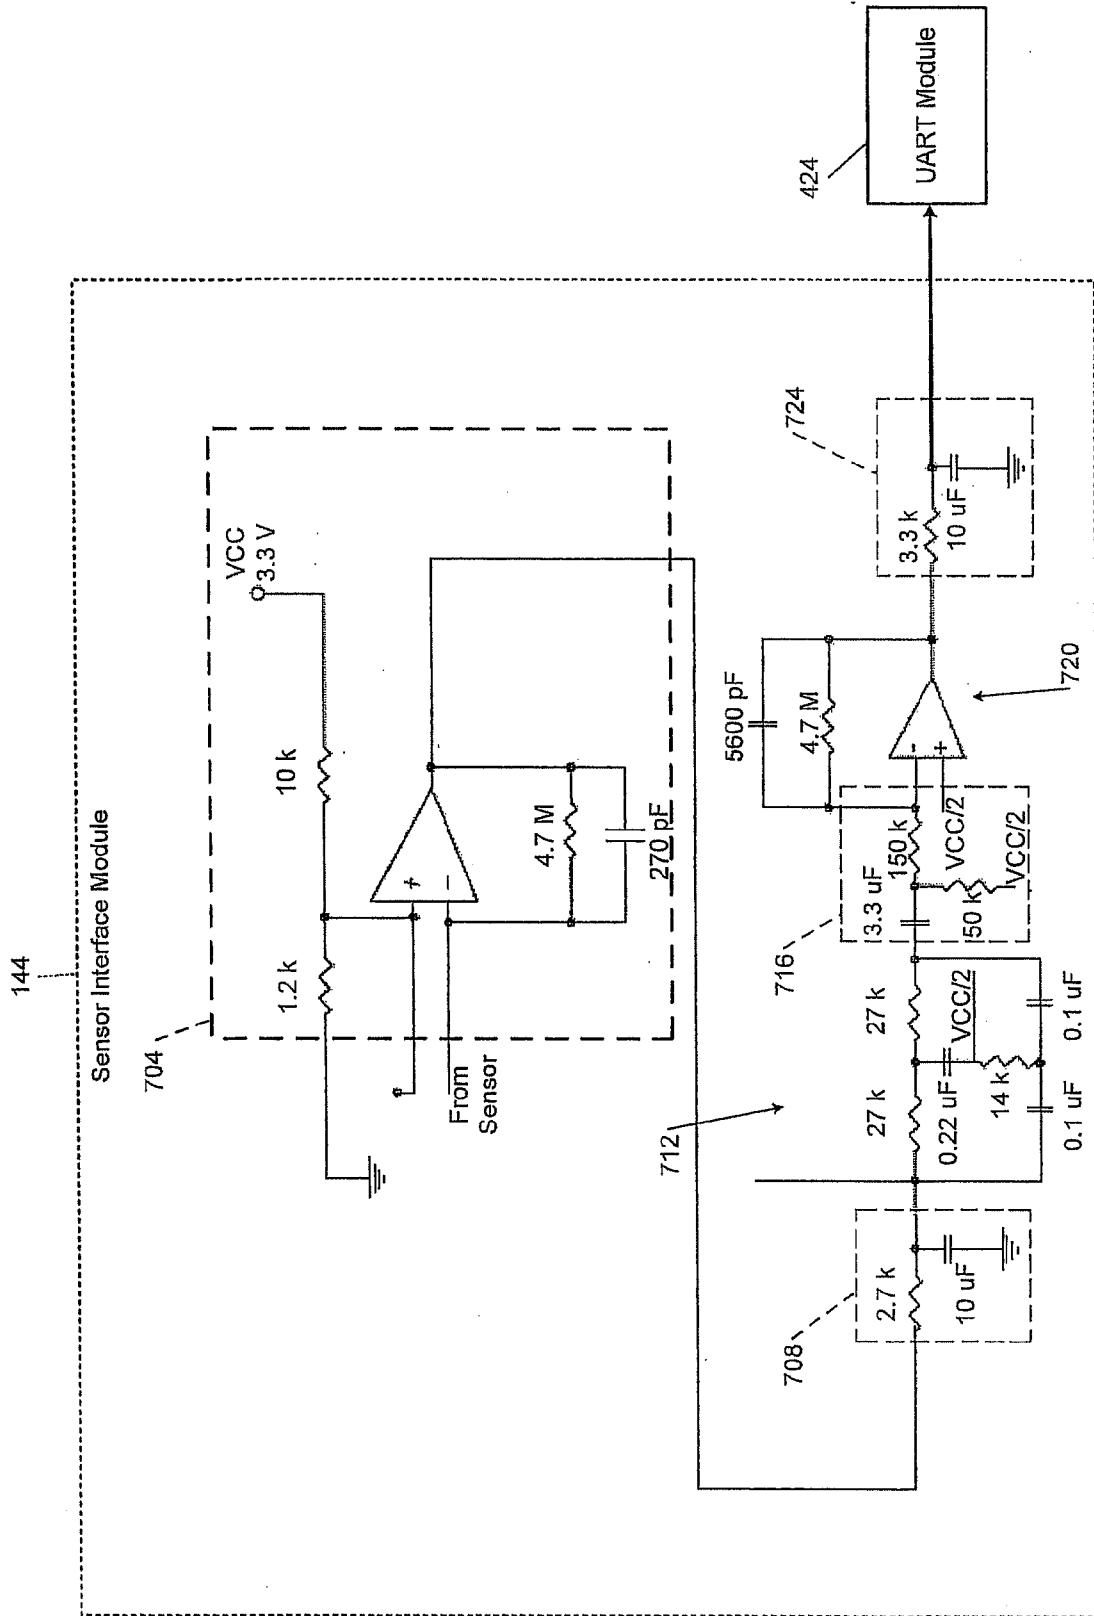 144
Sensor Interface Module
704
VCC
3.3 V
10 k
1.2 k
+
-
4.7 M
270 pF
From
Sensor
424
UART Module
724
3.3 k
10 uF
720
5600 pF
4.7 M
-
+
VCC/2
150 k
VCC/2
3.3 uF
50 k
716
712
27 k
27 k
VCC/2
0.22 uF
14 k
0.1 uF
0.1 uF
708
2.7 k
10 uF